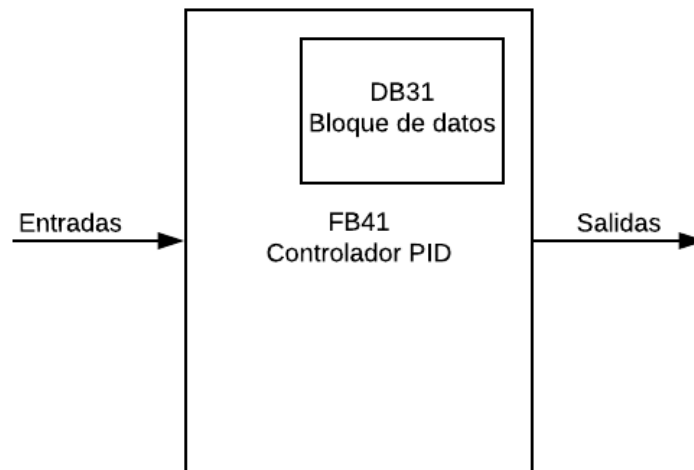 DB31
Bloque de datos
Entradas
FB41
Controlador PID
Salidas